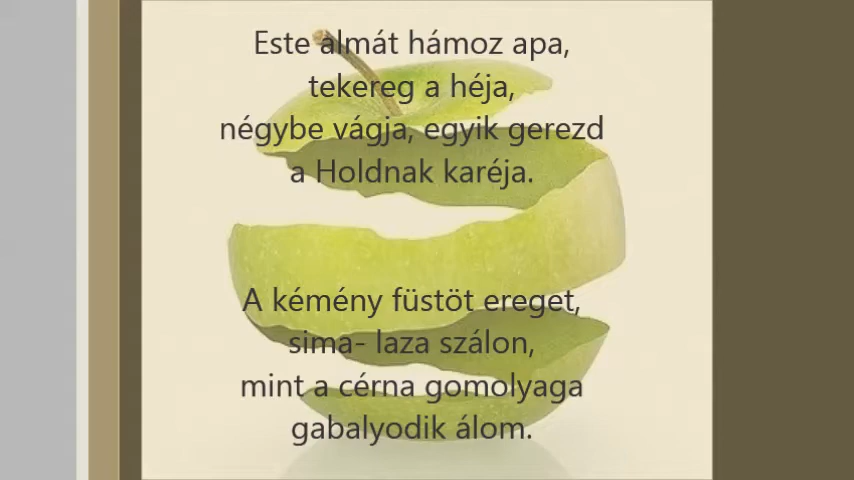 Este almát hámoz apa,
tekereg a héja,
négybe vágja, egyik gerezd
a Holdnak karéja.
A kémény füstöt ereget,
sima- laza szálon,
mint a cérna gomolyaga
gabalyodik álom.